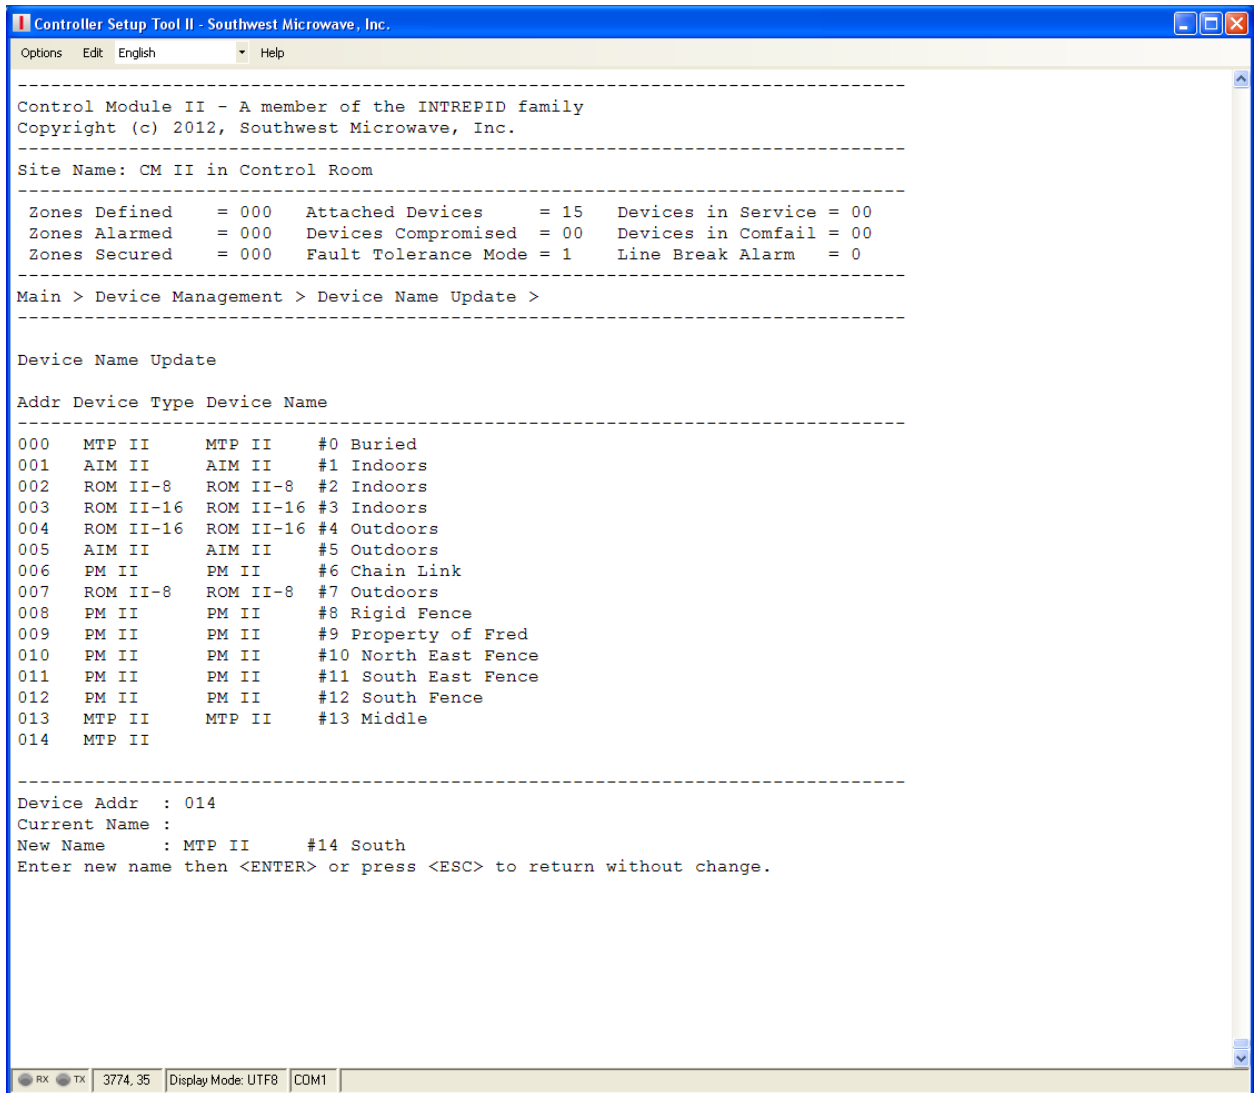 Controller Setup Tool II - Southwest Microwave, Inc.
Options Edit English Help
--------------------------------------------------------------------------------
Control Module II - A member of the INTREPID family
Copyright (c) 2012, Southwest Microwave, Inc.
--------------------------------------------------------------------------------
Site Name: CM II in Control Room
--------------------------------------------------------------------------------
Zones Defined = 000 Attached Devices = 15 Devices in Service = 00
Zones Alarmed = 000 Devices Compromised = 00 Devices in Comfail = 00
Zones Secured = 000 Fault Tolerance Mode = 1 Line Break Alarm = 0
--------------------------------------------------------------------------------
Main > Device Management > Device Name Update >
--------------------------------------------------------------------------------
Device Name Update
Addr Device Type Device Name
--------------------------------------------------------------------------------
000 MTP II MTP II #0 Buried
001 AIM II AIM II #1 Indoors
002 ROM II-8 ROM II-8 #2 Indoors
003 ROM II-16 ROM II-16 #3 Indoors
004 ROM II-16 ROM II-16 #4 Outdoors
005 AIM II AIM II #5 Outdoors
006 PM II PM II #6 Chain Link
007 ROM II-8 ROM II-8 #7 Outdoors
008 PM II PM II #8 Rigid Fence
009 PM II PM II #9 Property of Fred
010 PM II PM II #10 North East Fence
011 PM II PM II #11 South East Fence
012 PM II PM II #12 South Fence
013 MTP II MTP II #13 Middle
014 MTP II
--------------------------------------------------------------------------------
Device Addr : 014
Current Name :
New Name : MTP II #14 South
Enter new name then <ENTER> or press <ESC> to return without change.
RX TX 3774, 35 Display Mode: UTF8 COM1